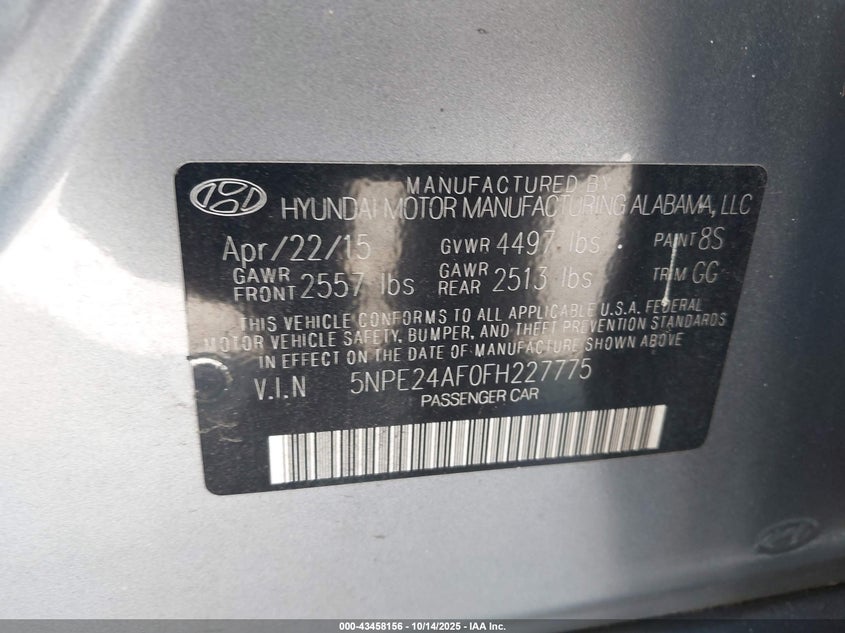 MANUFACTURED BY
HYUNDAI MOTOR MANUFACTURING ALABAMA, LLC
Apr/22/15 GVWR 4497 lbs PAINT 8S
GAWR FRONT 2557 lbs GAWR REAR 2513 lbs TRIM GG
THIS VEHICLE CONFORMS TO ALL APPLICABLE U.S.A. FEDERAL
MOTOR VEHICLE SAFETY, BUMPER, AND THEFT PREVENTION STANDARDS
IN EFFECT ON THE DATE OF MANUFACTURE SHOWN ABOVE
V.I.N 5NPE24AF0FH227775
PASSENGER CAR
000-43458156 - 10/14/2025 - IAA Inc.